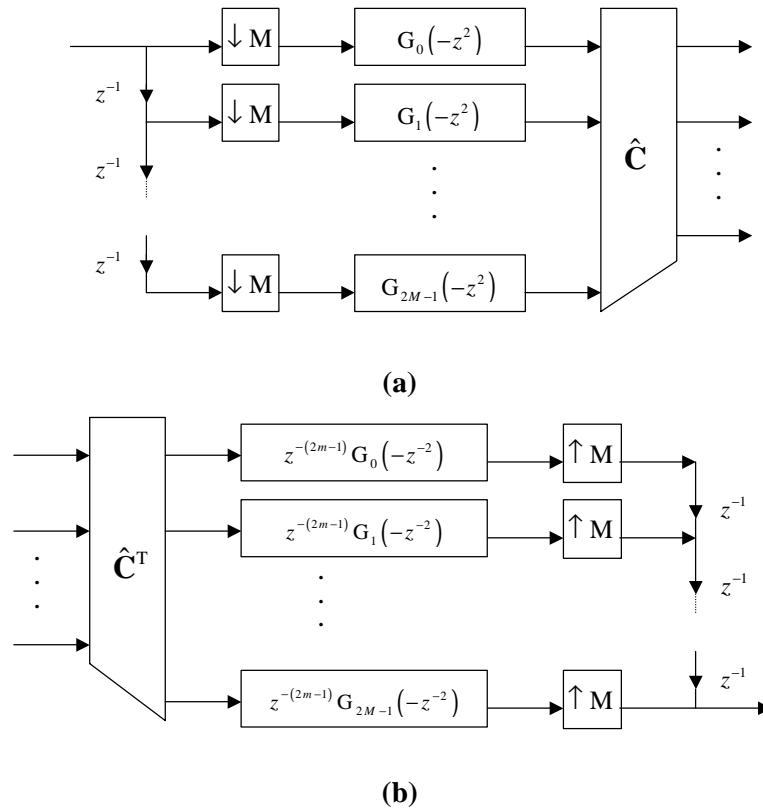 ↓ M
G₀(−z²)
z⁻¹
↓ M
G₁(−z²)
z⁻¹
Ĉ
z⁻¹
↓ M
G₂M₋₁(−z²)
(a)
z⁻⁽²ᵐ⁻¹⁾ G₀(−z⁻²)
↑ M
z⁻¹
z⁻⁽²ᵐ⁻¹⁾ G₁(−z⁻²)
↑ M
Ĉᵀ
z⁻¹
z⁻¹
z⁻⁽²ᵐ⁻¹⁾ G₂M₋₁(−z⁻²)
↑ M
(b)